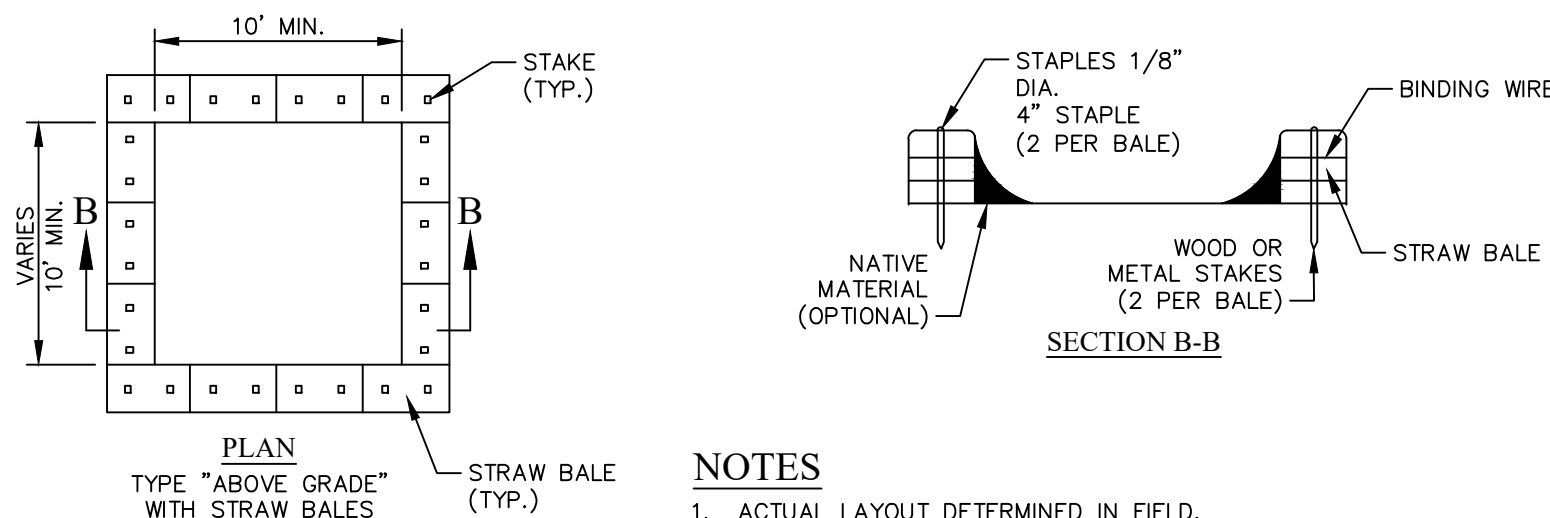 10' MIN.
STAKE
(TYP.)
VARIES
10' MIN.
B
B
PLAN
TYPE "ABOVE GRADE"
WITH STRAW BALES
STRAW BALE
(TYP.)
STAPLES 1/8"
DIA.
4" STAPLE
(2 PER BALE)
BINDING WIRE
NATIVE
MATERIAL
(OPTIONAL)
WOOD OR
METAL STAKES
(2 PER BALE)
STRAW BALE
SECTION B-B
NOTES
1. ACTUAL LAYOUT DETERMINED IN FIELD.